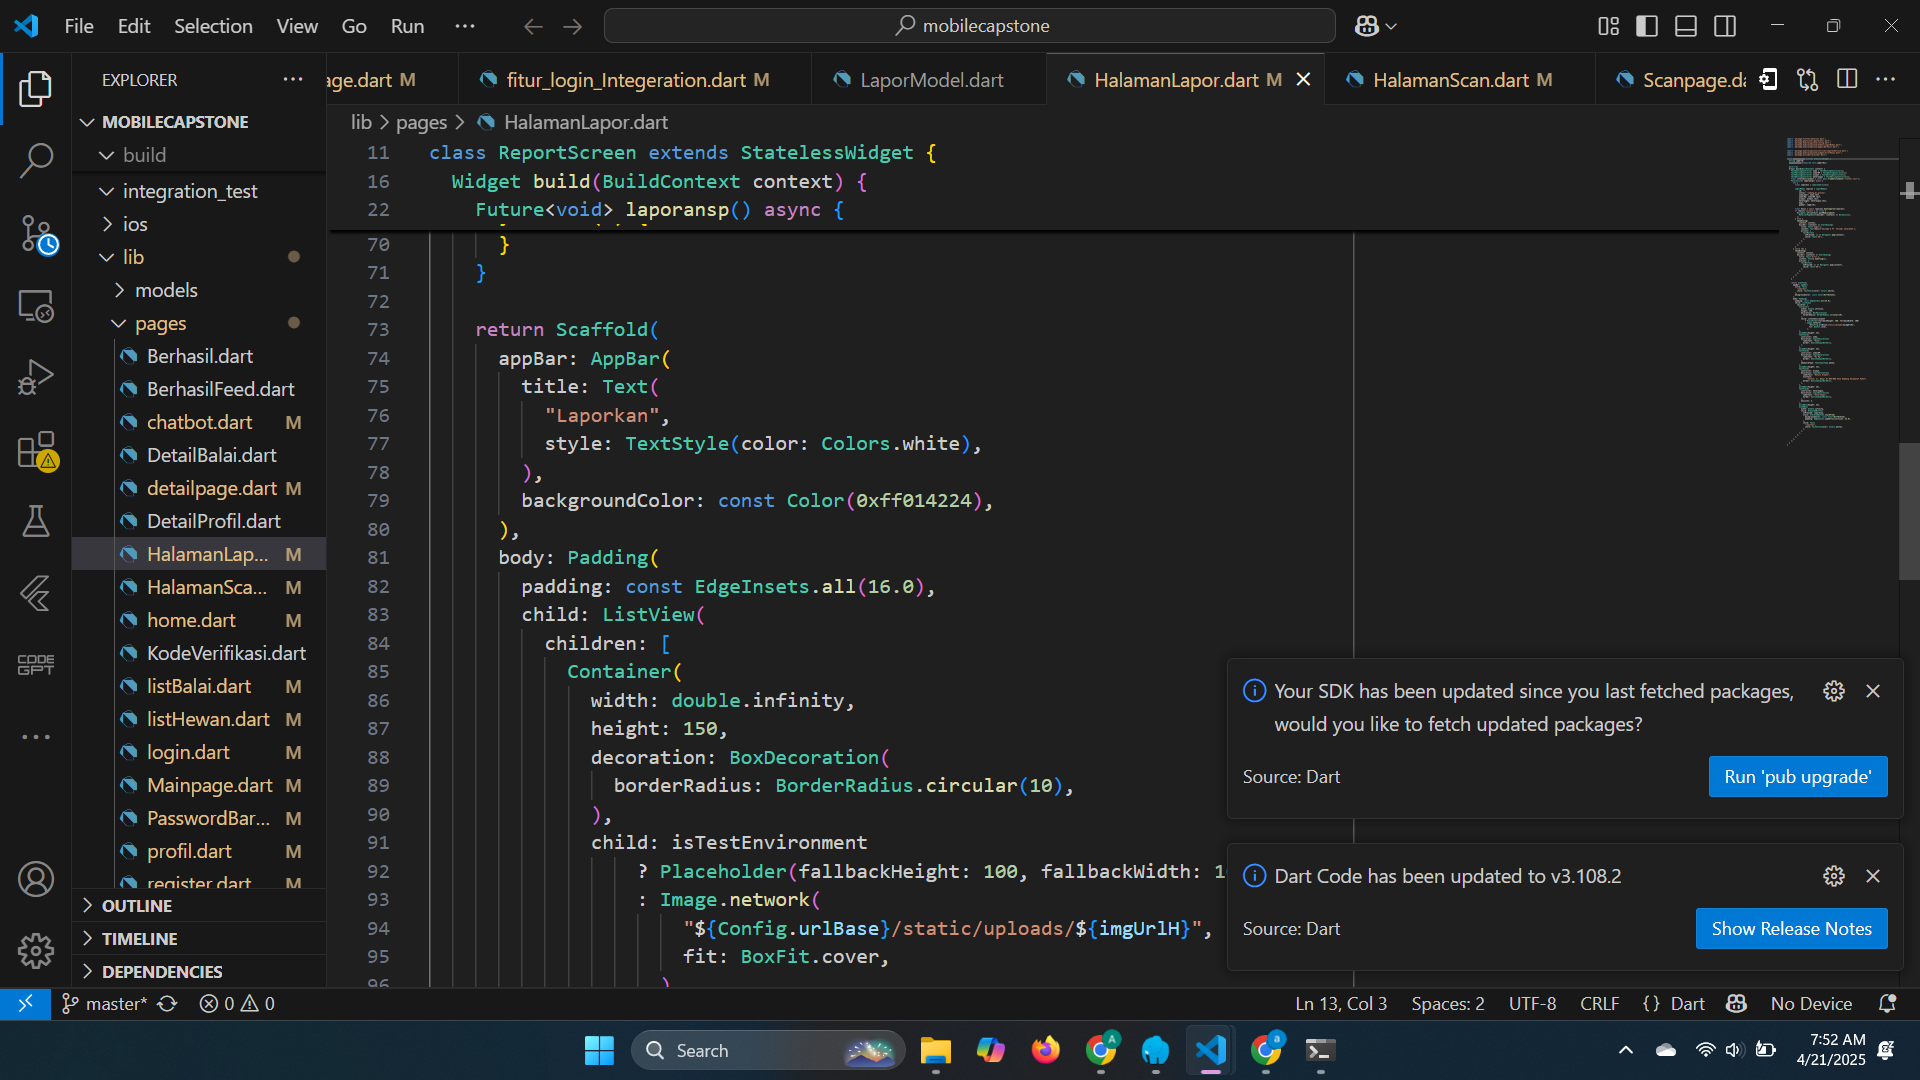 File Edit Selection View Go Run ···
mobilecapstone
EXPLORER
age.dart M
fitur_login_Integeration.dart M
LaporModel.dart
HalamanLapor.dart M
HalamanScan.dart M
Scanpage.da
MOBILECAPSTONE
build
integration_test
ios
lib
models
pages
Berhasil.dart
BerhasilFeed.dart
chatbot.dart M
DetailBalai.dart
detailpage.dart M
DetailProfil.dart
HalamanLap... M
HalamanSca... M
home.dart M
KodeVerifikasi.dart
listBalai.dart M
listHewan.dart M
login.dart M
Mainpage.dart M
PasswordBar... M
profil.dart M
register.dart M
OUTLINE
TIMELINE
DEPENDENCIES
CODE
GPT
lib > pages > HalamanLapor.dart
11 class ReportScreen extends StatelessWidget {
16 Widget build(BuildContext context) {
22 Future<void> laporansp() async {
70 }
71 }
72
73 return Scaffold(
74 appBar: AppBar(
75 title: Text(
76 "Laporkan",
77 style: TextStyle(color: Colors.white),
78 ),
79 backgroundColor: const Color(0xff014224),
80 ),
81 body: Padding(
82 padding: const EdgeInsets.all(16.0),
83 child: ListView(
84 children: [
85 Container(
86 width: double.infinity,
87 height: 150,
88 decoration: BoxDecoration(
89 borderRadius: BorderRadius.circular(10),
90 ),
91 child: isTestEnvironment
92 ? Placeholder(fallbackHeight: 100, fallbackWidth: 1
93 : Image.network(
94 "${Config.urlBase}/static/uploads/${imgUrlH}",
95 fit: BoxFit.cover,
96 )
Your SDK has been updated since you last fetched packages,
would you like to fetch updated packages?
Source: Dart
Run 'pub upgrade'
Dart Code has been updated to v3.108.2
Source: Dart
Show Release Notes
master* 0 0
Ln 13, Col 3 Spaces: 2 UTF-8 CRLF {} Dart No Device
Search
7:52 AM
4/21/2025